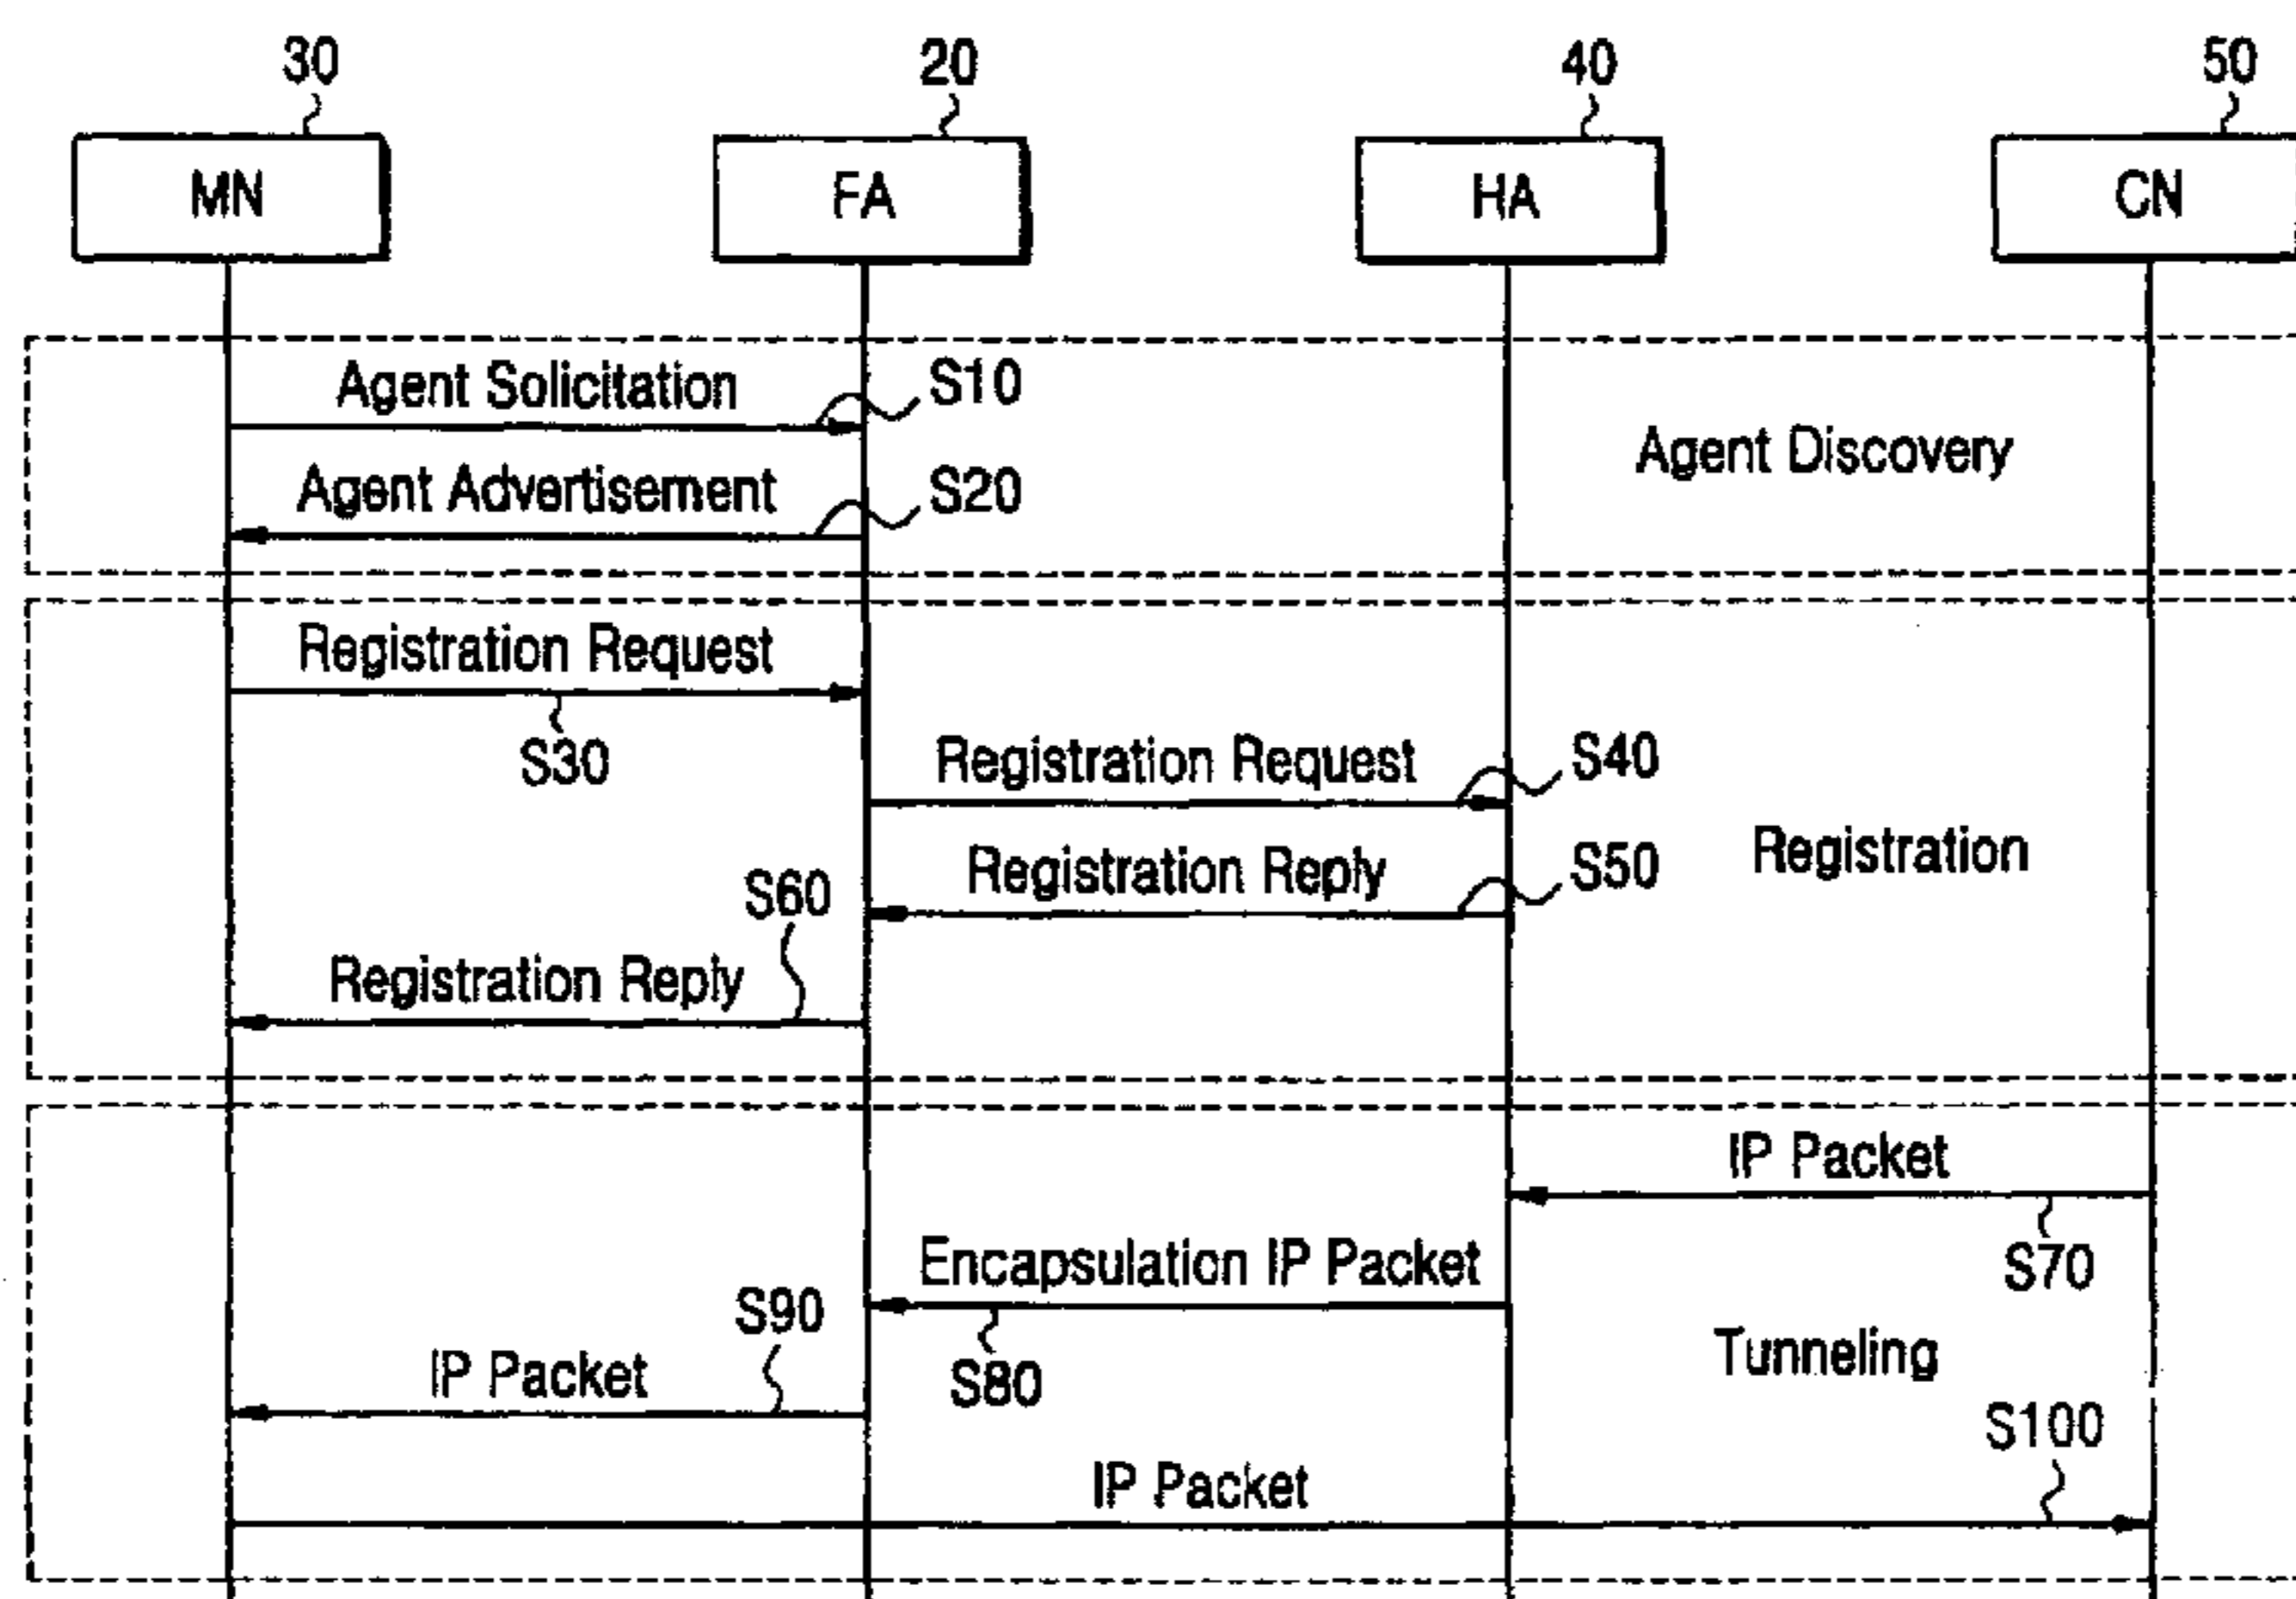 30 20 40 50
MN FA HA CN
Agent Solicitation S10
Agent Discovery
Agent Advertisement S20
Registration Request
S30
Registration Request S40
Registration
Registration Reply S50
S60
Registration Reply
IP Packet
S70
Encapsulation IP Packet
S80
Tunneling
S90
IP Packet
S100
IP Packet